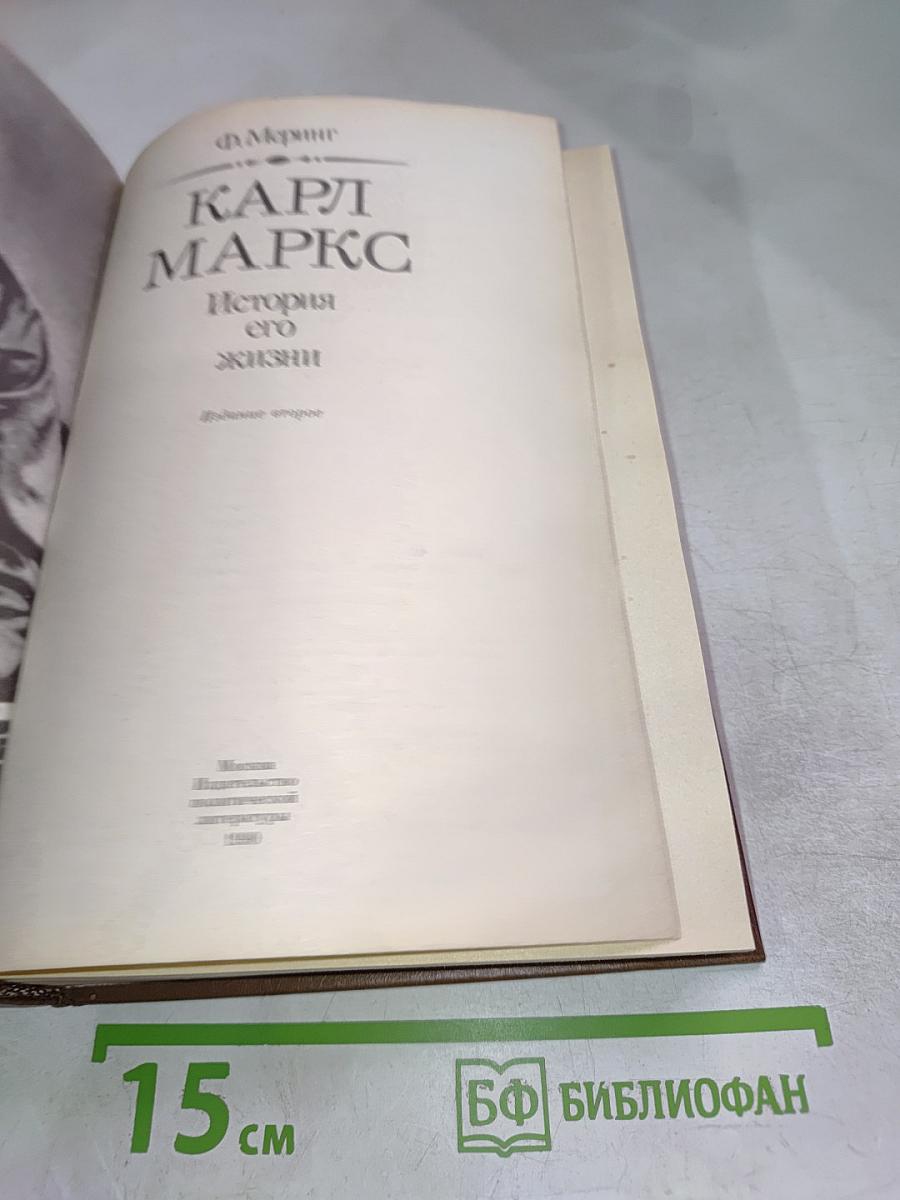 Ф. Меринг
КАРЛ
МАРКС
История
его
жизни
Издание второе
Москва
Издательство
политической
литературы
15 см
БФ БИБЛИОФАН